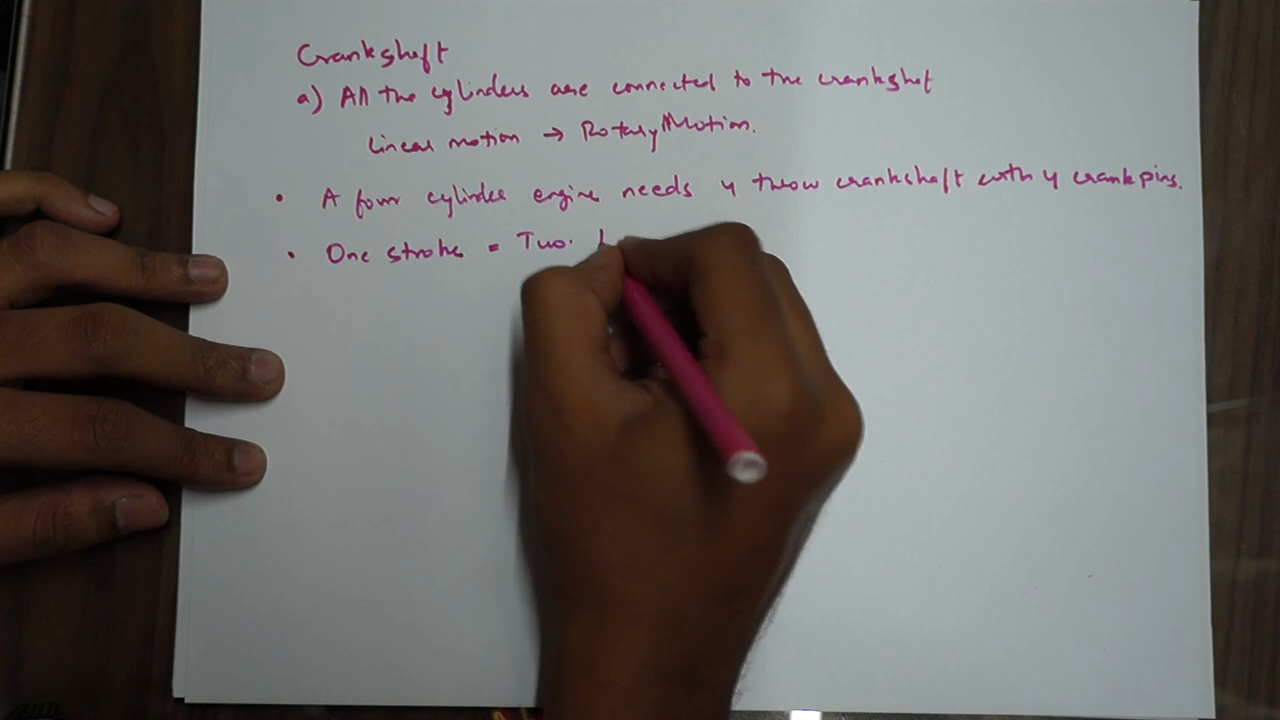 Crankshaft
a) All the cylinders are connected to the crankshaft
Linear motion → Rotary Motion.
• A four cylinder engine needs 4 throw crankshaft with 4 crankpins.
• One stroke = Two.